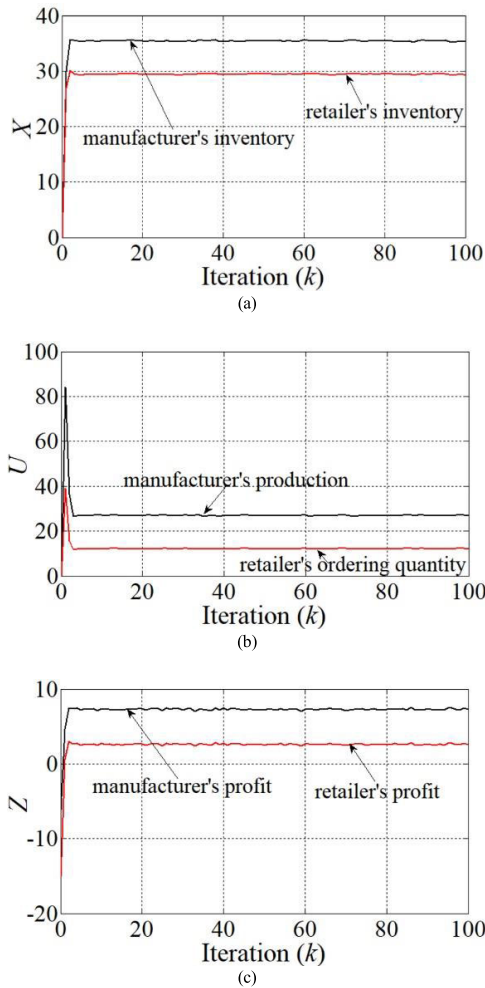 40
30
X
20
10
0
retailer's inventory
manufacturer's inventory
0 20 40 60 80 100
Iteration (k)
(a)
100
80
60
U
40
20
0
manufacturer's production
retailer's ordering quantity
0 20 40 60 80 100
Iteration (k)
(b)
10
0
Z
-10
-20
manufacturer's profit
retailer's profit
0 20 40 60 80 100
Iteration (k)
(c)